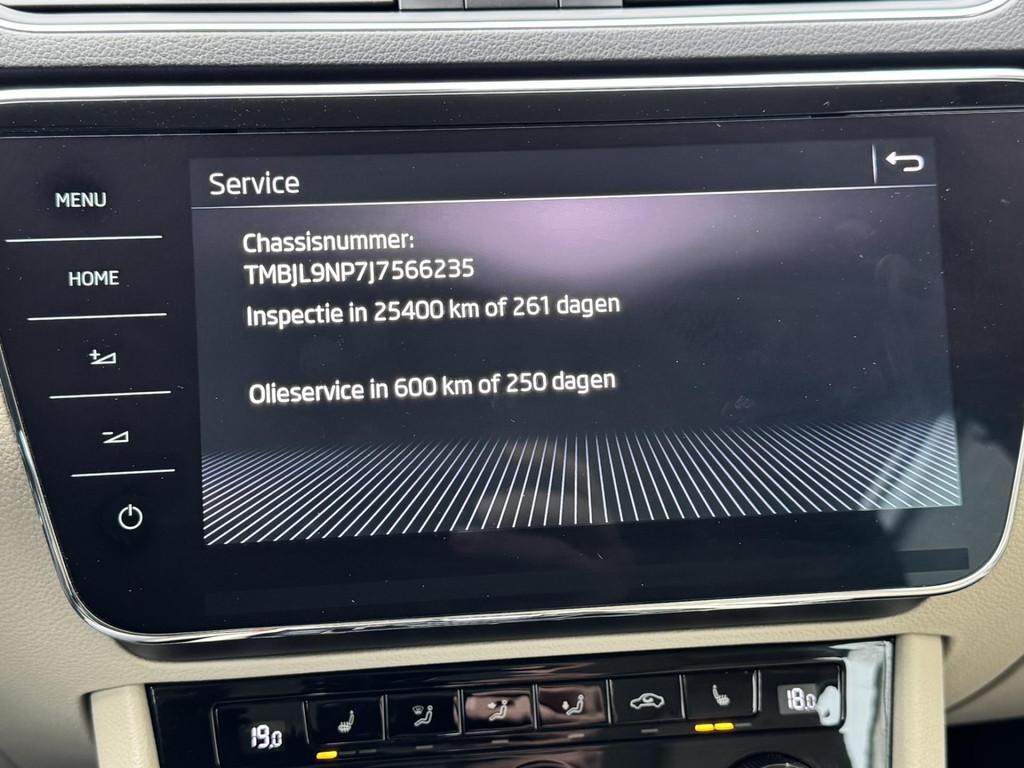 Service
MENU
Chassisnummer:
TMBJL9NP7J7566235
HOME
Inspectie in 25400 km of 261 dagen
Olieservice in 600 km of 250 dagen
19.0
18.0